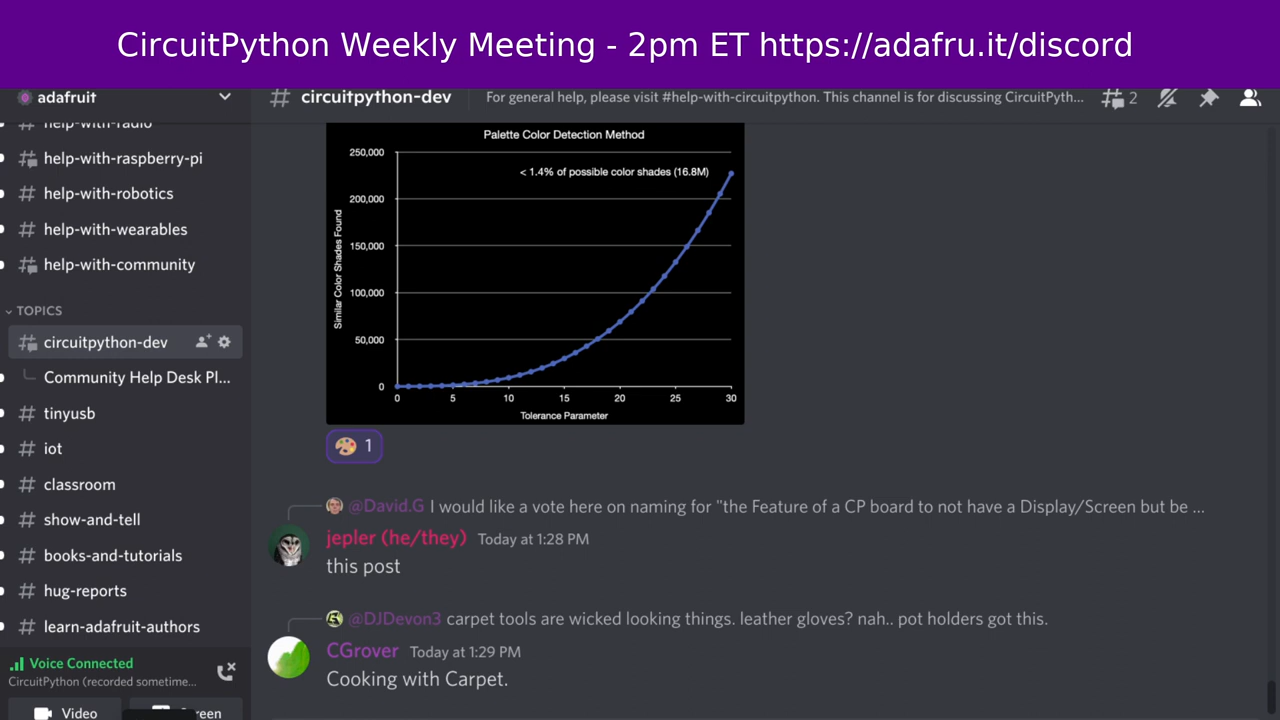 CircuitPython Weekly Meeting - 2pm ET https://adafru.it/discord
adafruit
# circuitpython-dev
For general help, please visit #help-with-circuitpython. This channel is for discussing CircuitPyth...
2
help-with-radio
help-with-raspberry-pi
# help-with-robotics
# help-with-wearables
help-with-community
TOPICS
circuitpython-dev
Community Help Desk Pl...
# tinyusb
# iot
# classroom
# show-and-tell
# books-and-tutorials
# hug-reports
# learn-adafruit-authors
Voice Connected
CircuitPython (recorded sometime...
Video
Palette Color Detection Method
< 1.4% of possible color shades (16.8M)
Similar Color Shades Found
250,000
200,000
150,000
100,000
50,000
0
0 5 10 15 20 25 30
Tolerance Parameter
1
@David.G I would like a vote here on naming for "the Feature of a CP board to not have a Display/Screen but be ...
jepler (he/they) Today at 1:28 PM
this post
@DJDevon3 carpet tools are wicked looking things. leather gloves? nah.. pot holders got this.
CGrover Today at 1:29 PM
Cooking with Carpet.